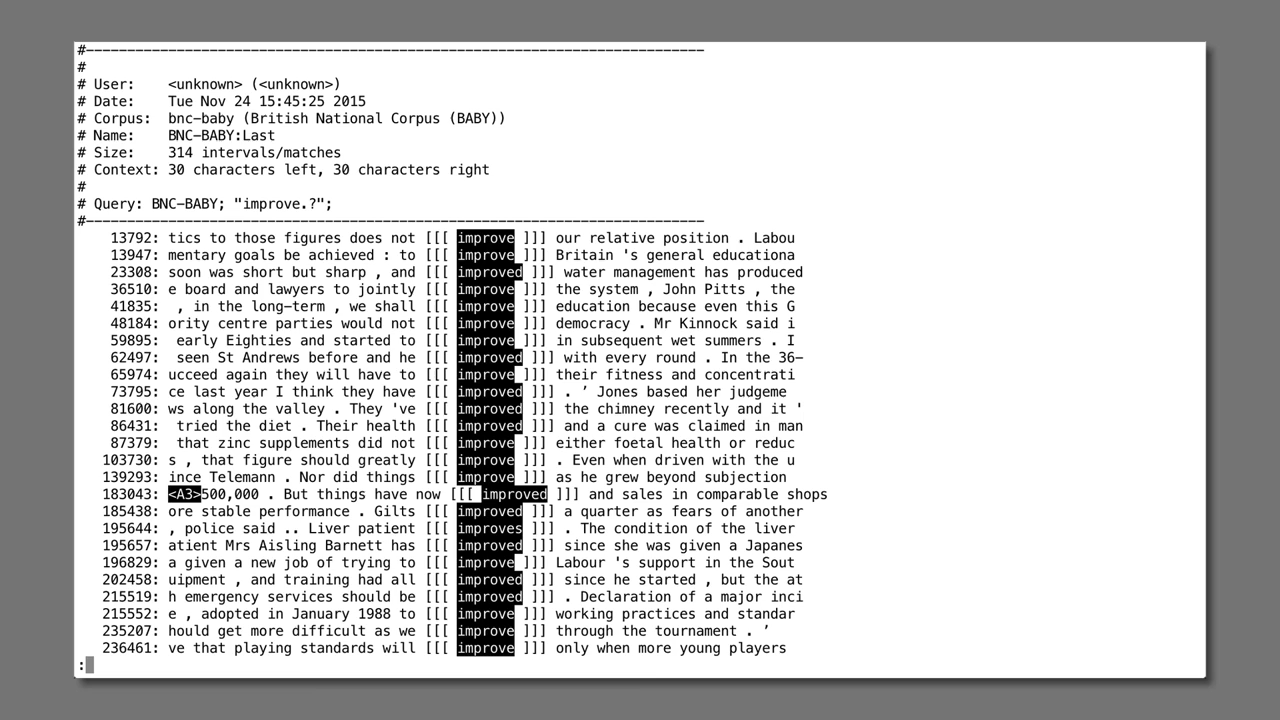 #---------------------------------------------------------------------------
#
# User:    <unknown> (<unknown>)
# Date:    Tue Nov 24 15:45:25 2015
# Corpus:  bnc-baby (British National Corpus (BABY))
# Name:    BNC-BABY:Last
# Size:    314 intervals/matches
# Context: 30 characters left, 30 characters right
#
# Query: BNC-BABY; "improve.?";
#---------------------------------------------------------------------------
13792: tics to those figures does not [[[ improve ]]] our relative position . Labou
13947: mentary goals be achieved : to [[[ improve ]]] Britain 's general educationa
23308: soon was short but sharp , and [[[ improved ]]] water management has produced
36510: e board and lawyers to jointly [[[ improve ]]] the system , John Pitts , the
41835:  , in the long-term , we shall [[[ improve ]]] education because even this G
48184: ority centre parties would not [[[ improve ]]] democracy . Mr Kinnock said i
59895:  early Eighties and started to [[[ improve ]]] in subsequent wet summers . I
62497:  seen St Andrews before and he [[[ improved ]]] with every round . In the 36-
65974: ucceed again they will have to [[[ improve ]]] their fitness and concentrati
73795: ce last year I think they have [[[ improved ]]] . ’ Jones based her judgeme
81600: ws along the valley . They 've [[[ improved ]]] the chimney recently and it '
86431:  tried the diet . Their health [[[ improved ]]] and a cure was claimed in man
87379:  that zinc supplements did not [[[ improve ]]] either foetal health or reduc
103730: s , that figure should greatly [[[ improve ]]] . Even when driven with the u
139293: ince Telemann . Nor did things [[[ improve ]]] as he grew beyond subjection
183043: <A3>500,000 . But things have now [[[ improved ]]] and sales in comparable shops
185438: ore stable performance . Gilts [[[ improved ]]] a quarter as fears of another
195644: , police said .. Liver patient [[[ improves ]]] . The condition of the liver
195657: atient Mrs Aisling Barnett has [[[ improved ]]] since she was given a Japanes
196829: a given a new job of trying to [[[ improve ]]] Labour 's support in the Sout
202458: uipment , and training had all [[[ improved ]]] since he started , but the at
215519: h emergency services should be [[[ improved ]]] . Declaration of a major inci
215552: e , adopted in January 1988 to [[[ improve ]]] working practices and standar
235207: hould get more difficult as we [[[ improve ]]] through the tournament . ’
236461: ve that playing standards will [[[ improve ]]] only when more young players
: